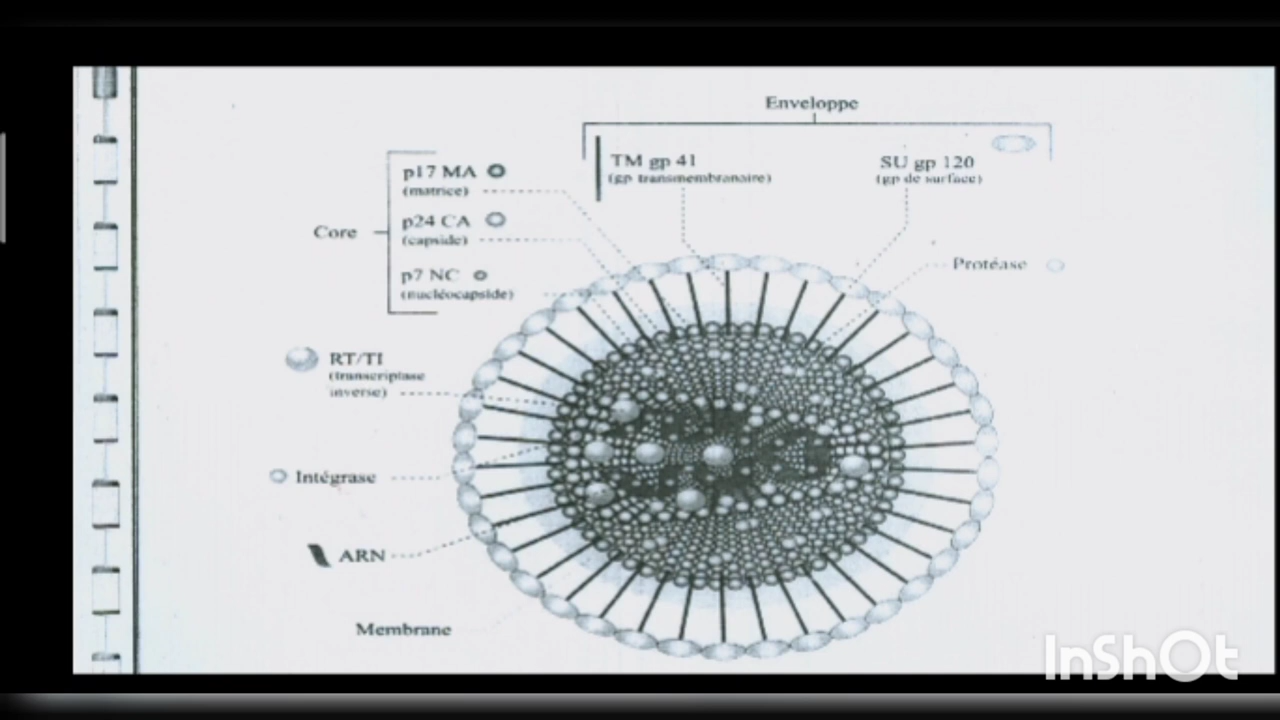 Enveloppe
TM gp 41
(gp transmembranaire)
SU gp 120
(gp de surface)
Core
p17 MA
(matrice)
p24 CA
(capside)
p7 NC
(nucléocapside)
Protéase
RT/TI
(transcriptase
inverse)
Intégrase
ARN
Membrane
InShOt